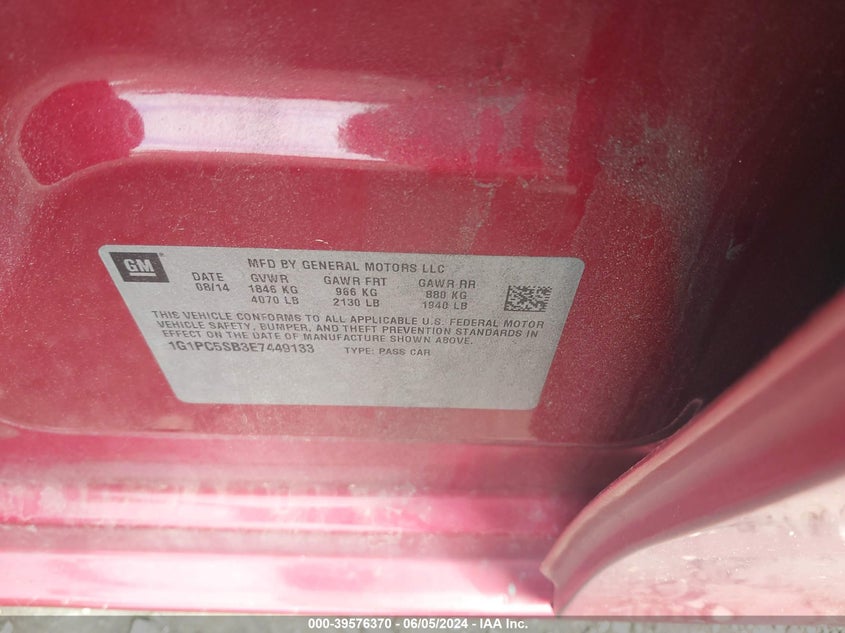 GM
MFD BY GENERAL MOTORS LLC
DATE GVWR GAWR FRT GAWR RR
08/14 1846 KG 966 KG 880 KG
4070 LB 2130 LB 1940 LB
THIS VEHICLE CONFORMS TO ALL APPLICABLE U.S. FEDERAL MOTOR
VEHICLE SAFETY, BUMPER, AND THEFT PREVENTION STANDARDS IN
EFFECT ON THE DATE OF MANUFACTURE SHOWN ABOVE.
1G1PC5SB3E7449133 TYPE: PASS CAR
000-39576370 - 06/05/2024 - IAA Inc.